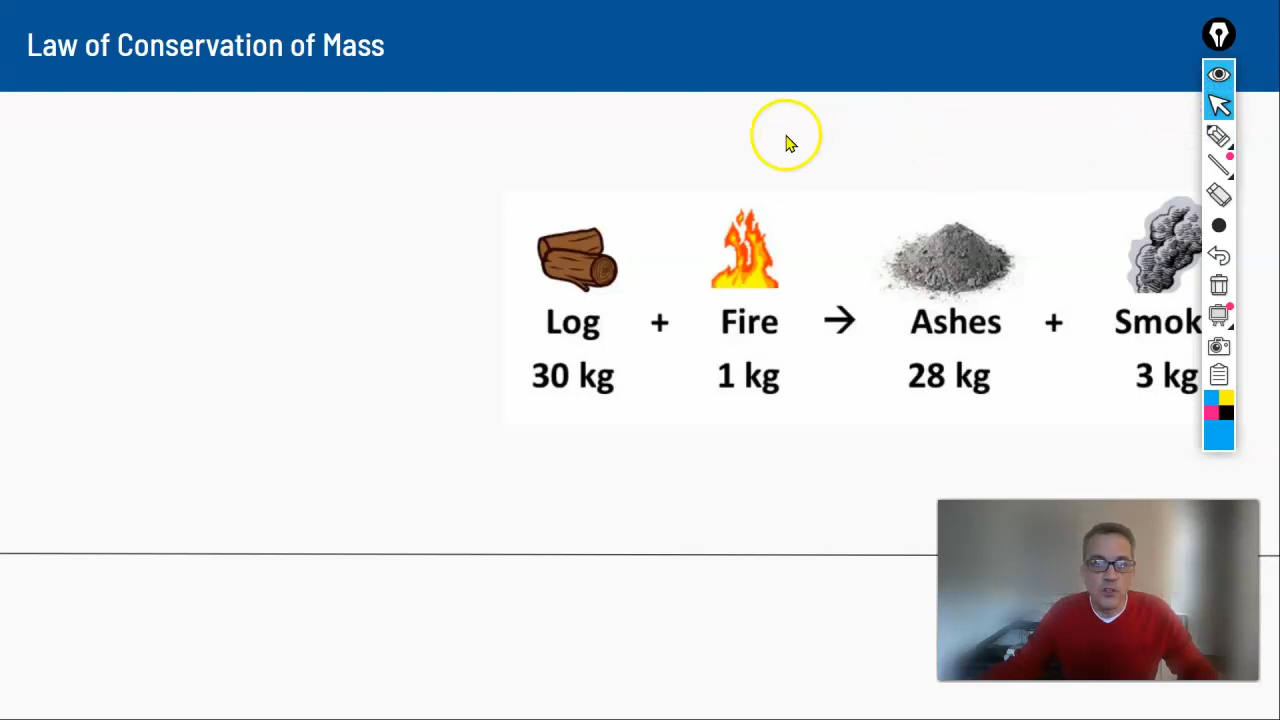 Law of Conservation of Mass
Log + Fire → Ashes + Smok
30 kg 1 kg 28 kg 3 kg